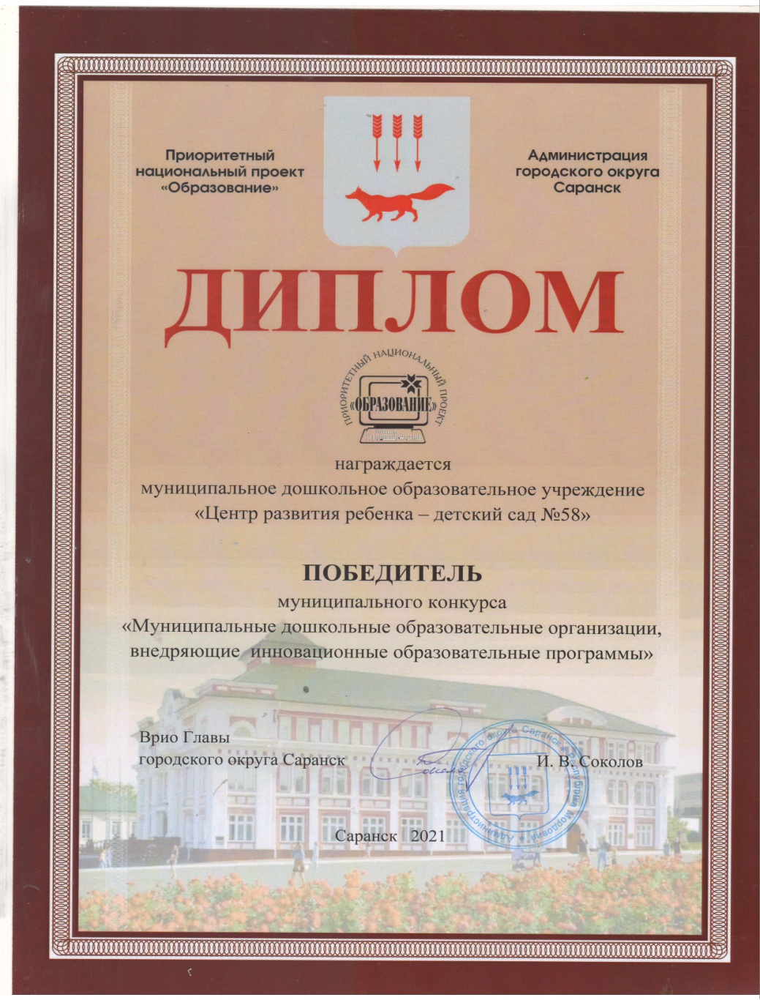 Приоритетный
национальный проект
«Образование»
Администрация
городского округа
Саранск
ДИПЛОМ
ПРИОРИТЕТНЫЙ НАЦИОНАЛЬНЫЙ ПРОЕКТ
«ОБРАЗОВАНИЕ»
награждается
муниципальное дошкольное образовательное учреждение
«Центр развития ребенка – детский сад №58»
ПОБЕДИТЕЛЬ
муниципального конкурса
«Муниципальные дошкольные образовательные организации,
внедряющие инновационные образовательные программы»
Врио Главы
городского округа Саранск
И. В. Соколов
Администрация городского округа Саранск * Республика Мордовия *
Саранск 2021